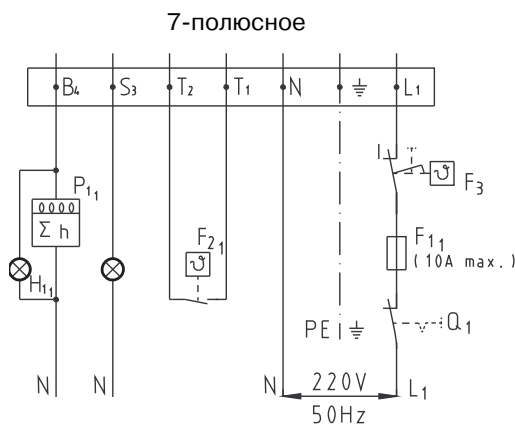 7-полюсное
B4 S3 T2 T1 N L1
P11
Σ h
H11
F21
ϑ
ϑ
F3
F11
(10A max.)
PE
Q1
N N N 220V L1
50Hz